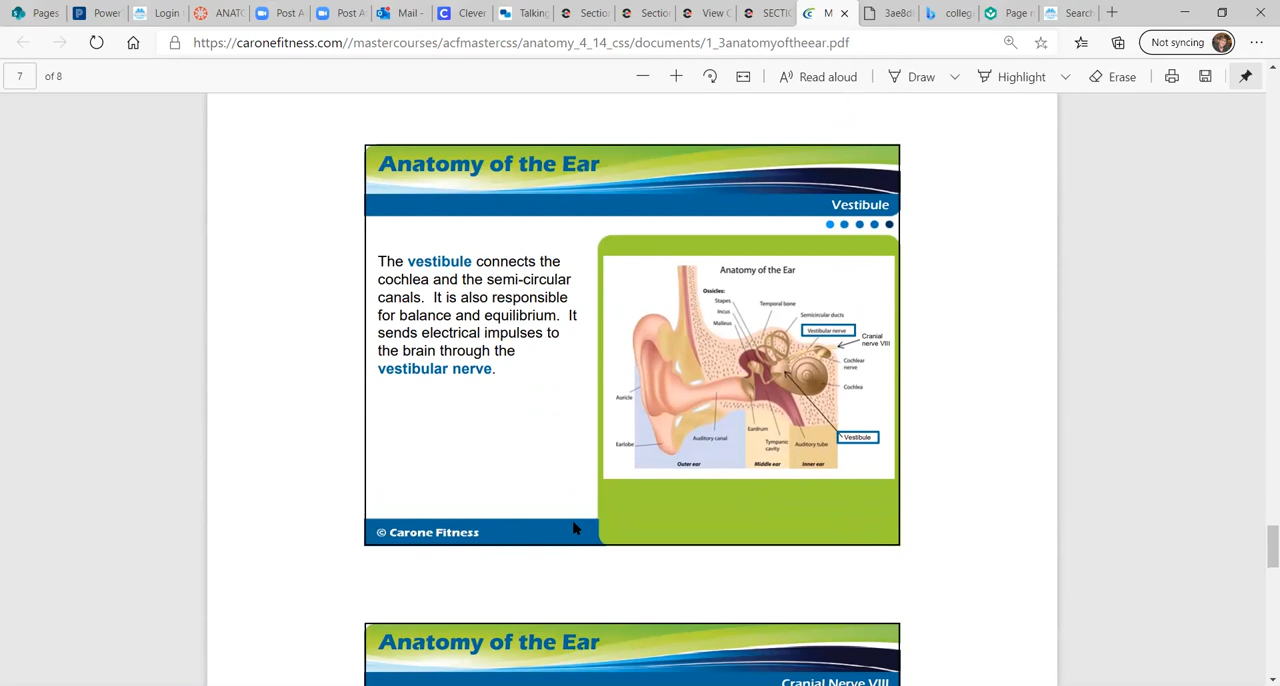 Pages
Power
Login
ANAT
Post A
Post A
Mail -
Clever
Talking
Section
Section
View C
SECTIO
M
3ae8d
colleg
Page n
Search
https://caronefitness.com//mastercourses/acfmastercss/anatomy_4_14_css/documents/1_3anatomyoftheear.pdf
Not syncing
7 of 8
Read aloud
Draw
Highlight
Erase
Anatomy of the Ear
Vestibule
The vestibule connects the
cochlea and the semi-circular
canals. It is also responsible
for balance and equilibrium. It
sends electrical impulses to
the brain through the
vestibular nerve.
Anatomy of the Ear
Ossicles:
Stapes
Incus
Malleus
Temporal bone
Semicircular ducts
Vestibular nerve
Cranial
nerve VIII
Cochlear
nerve
Cochlea
Auricle
Vestibule
Earlobe
Auditory canal
Eardrum
Tympanic
cavity
Auditory tube
Outer ear
Middle ear
Inner ear
© Carone Fitness
Anatomy of the Ear
Cranial Nerve VIII